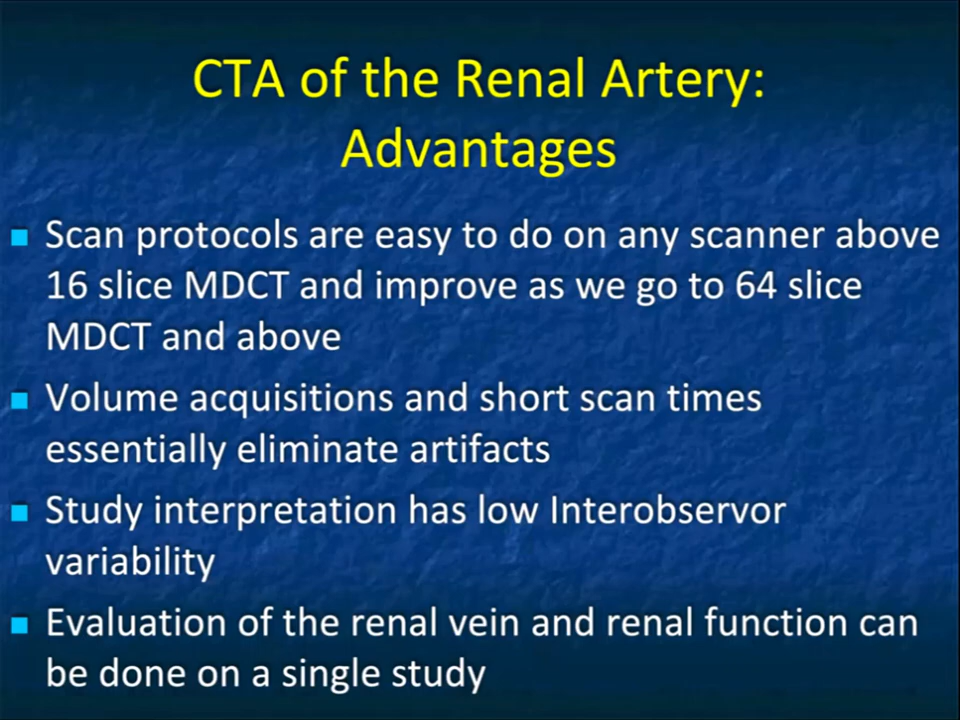 CTA of the Renal Artery:
Advantages
Scan protocols are easy to do on any scanner above
16 slice MDCT and improve as we go to 64 slice
MDCT and above
Volume acquisitions and short scan times
essentially eliminate artifacts
Study interpretation has low Interobservor
variability
Evaluation of the renal vein and renal function can
be done on a single study